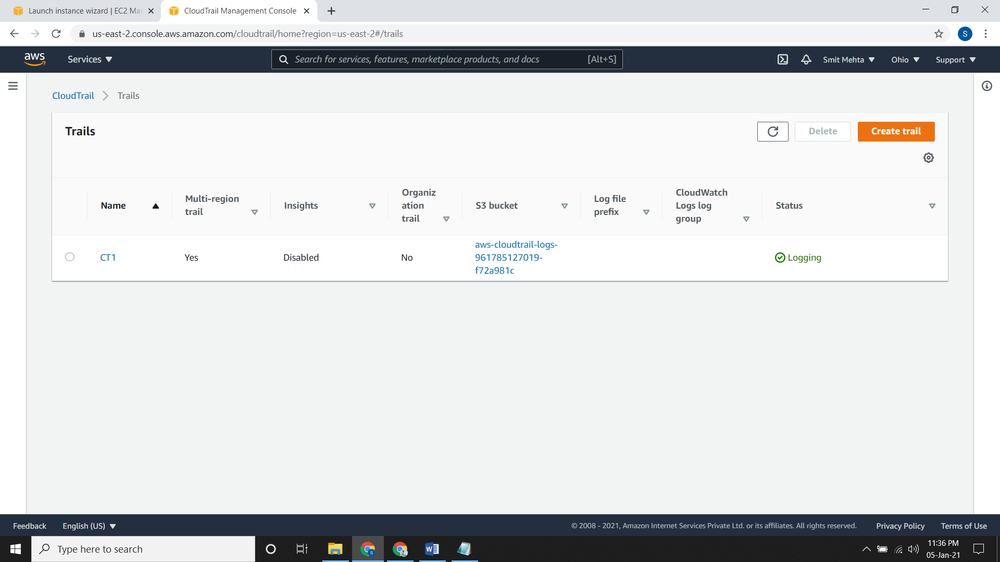 Launch instance wizard | EC2 Mar
CloudTrail Management Console
us-east-2.console.aws.amazon.com/cloudtrail/home?region=us-east-2#/trails
S
aws
Services
Search for services, features, marketplace products, and docs
[Alt+S]
Smit Mehta
Ohio
Support
CloudTrail
Trails
Trails
Delete
Create trail
Name
Multi-region
trail
Insights
Organiz
ation
trail
S3 bucket
Log file
prefix
CloudWatch
Logs log
group
Status
CT1
Yes
Disabled
No
aws-cloudtrail-logs-
961785127019-
f72a981c
Logging
Feedback
English (US)
© 2008 - 2021, Amazon Internet Services Private Ltd. or its affiliates. All rights reserved.
Privacy Policy
Terms of Use
Type here to search
11:36 PM
05-Jan-21